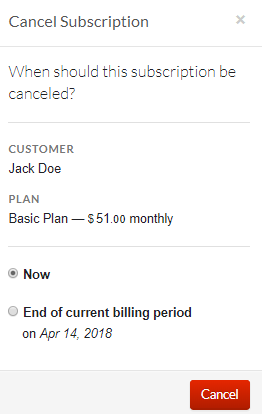 Cancel Subscription ×
When should this subscription be
canceled?
CUSTOMER
Jack Doe
PLAN
Basic Plan — $51.00 monthly
Now
End of current billing period
on Apr 14, 2018
Cancel